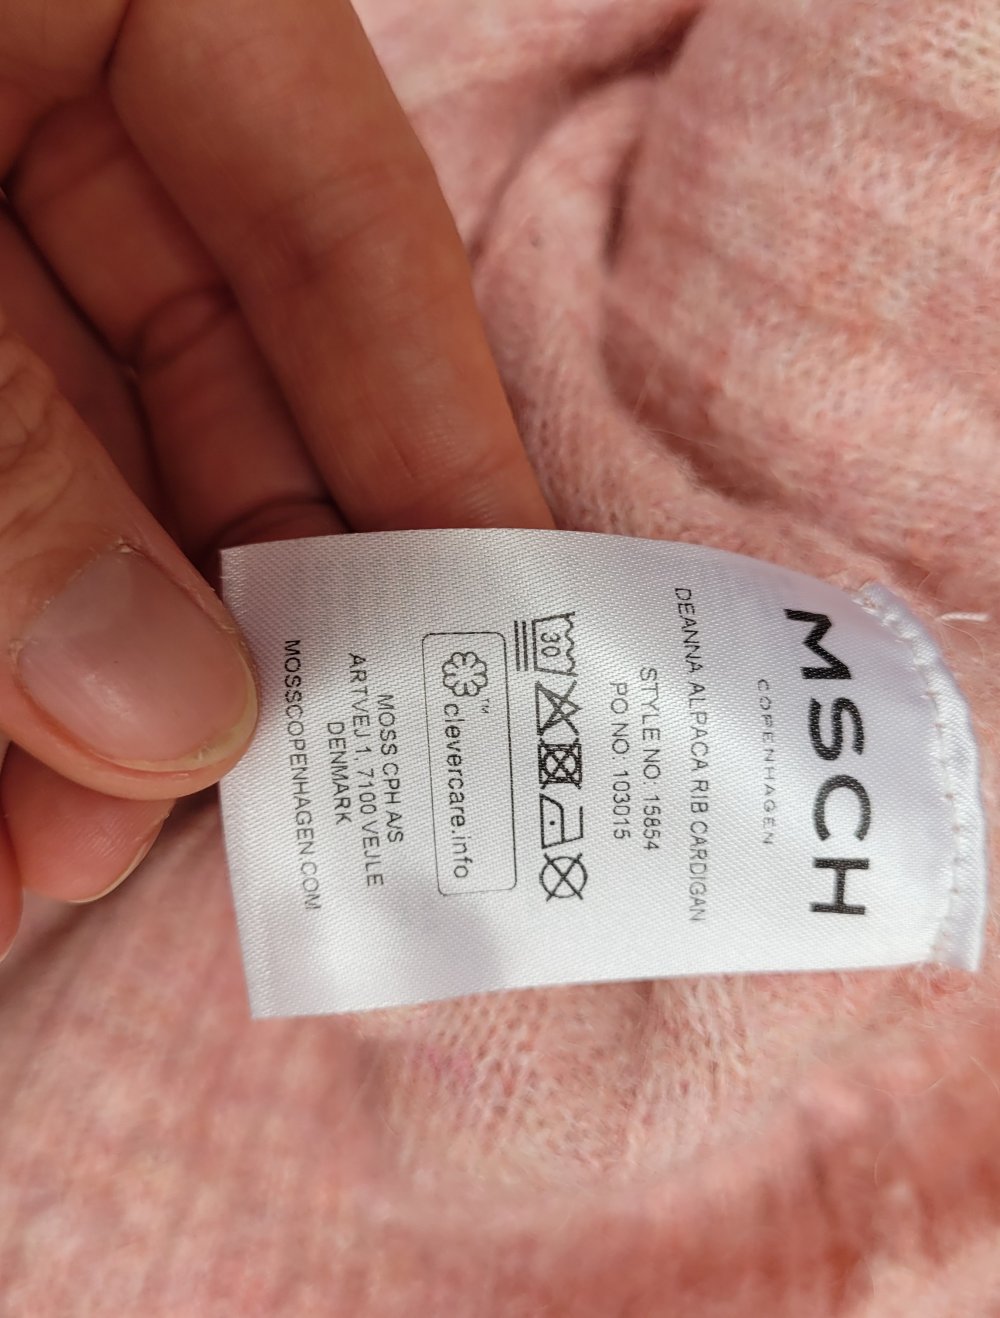 MSCH
COPENHAGEN
DEANNA ALPACA RIB CARDIGAN
STYLE NO. 15854
PO NO: 103015
30
clevercare.info
MOSS CPH A/S
ARTVEJ 1, 7100 VEJLE
DENMARK
MOSSCOPENHAGEN.COM